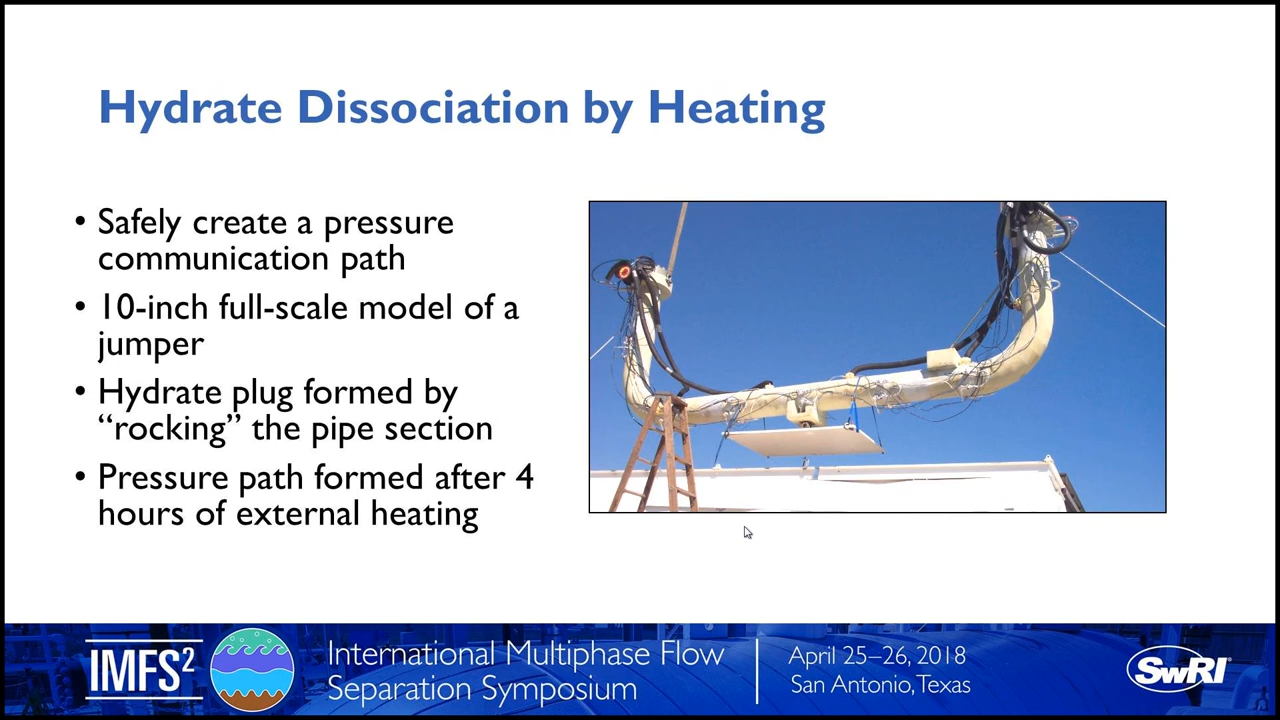 Hydrate Dissociation by Heating
• Safely create a pressure
communication path
• 10-inch full-scale model of a
jumper
• Hydrate plug formed by
“rocking” the pipe section
• Pressure path formed after 4
hours of external heating
IMFS²
International Multiphase Flow
Separation Symposium
April 25–26, 2018
San Antonio, Texas
SwRI®